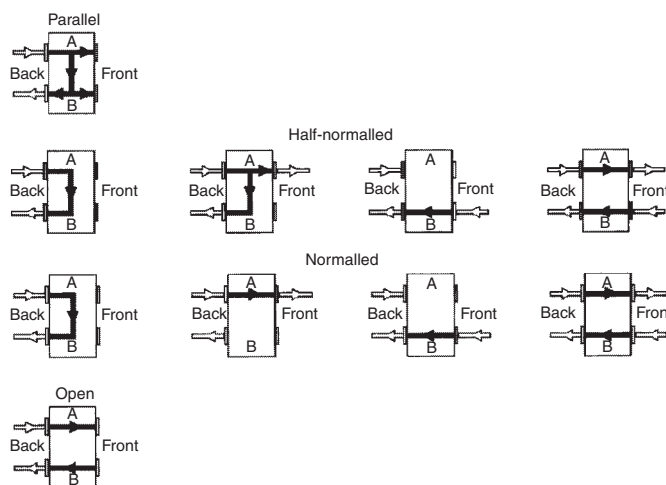 Parallel
A
Back Front
B
Half-normalled
A A A A
Back Front Back Front Back Front Back Front
B B B B
Normalled
A A A A
Back Front Back Front Back Front Back Front
B B B B
Open
A
Back Front
B